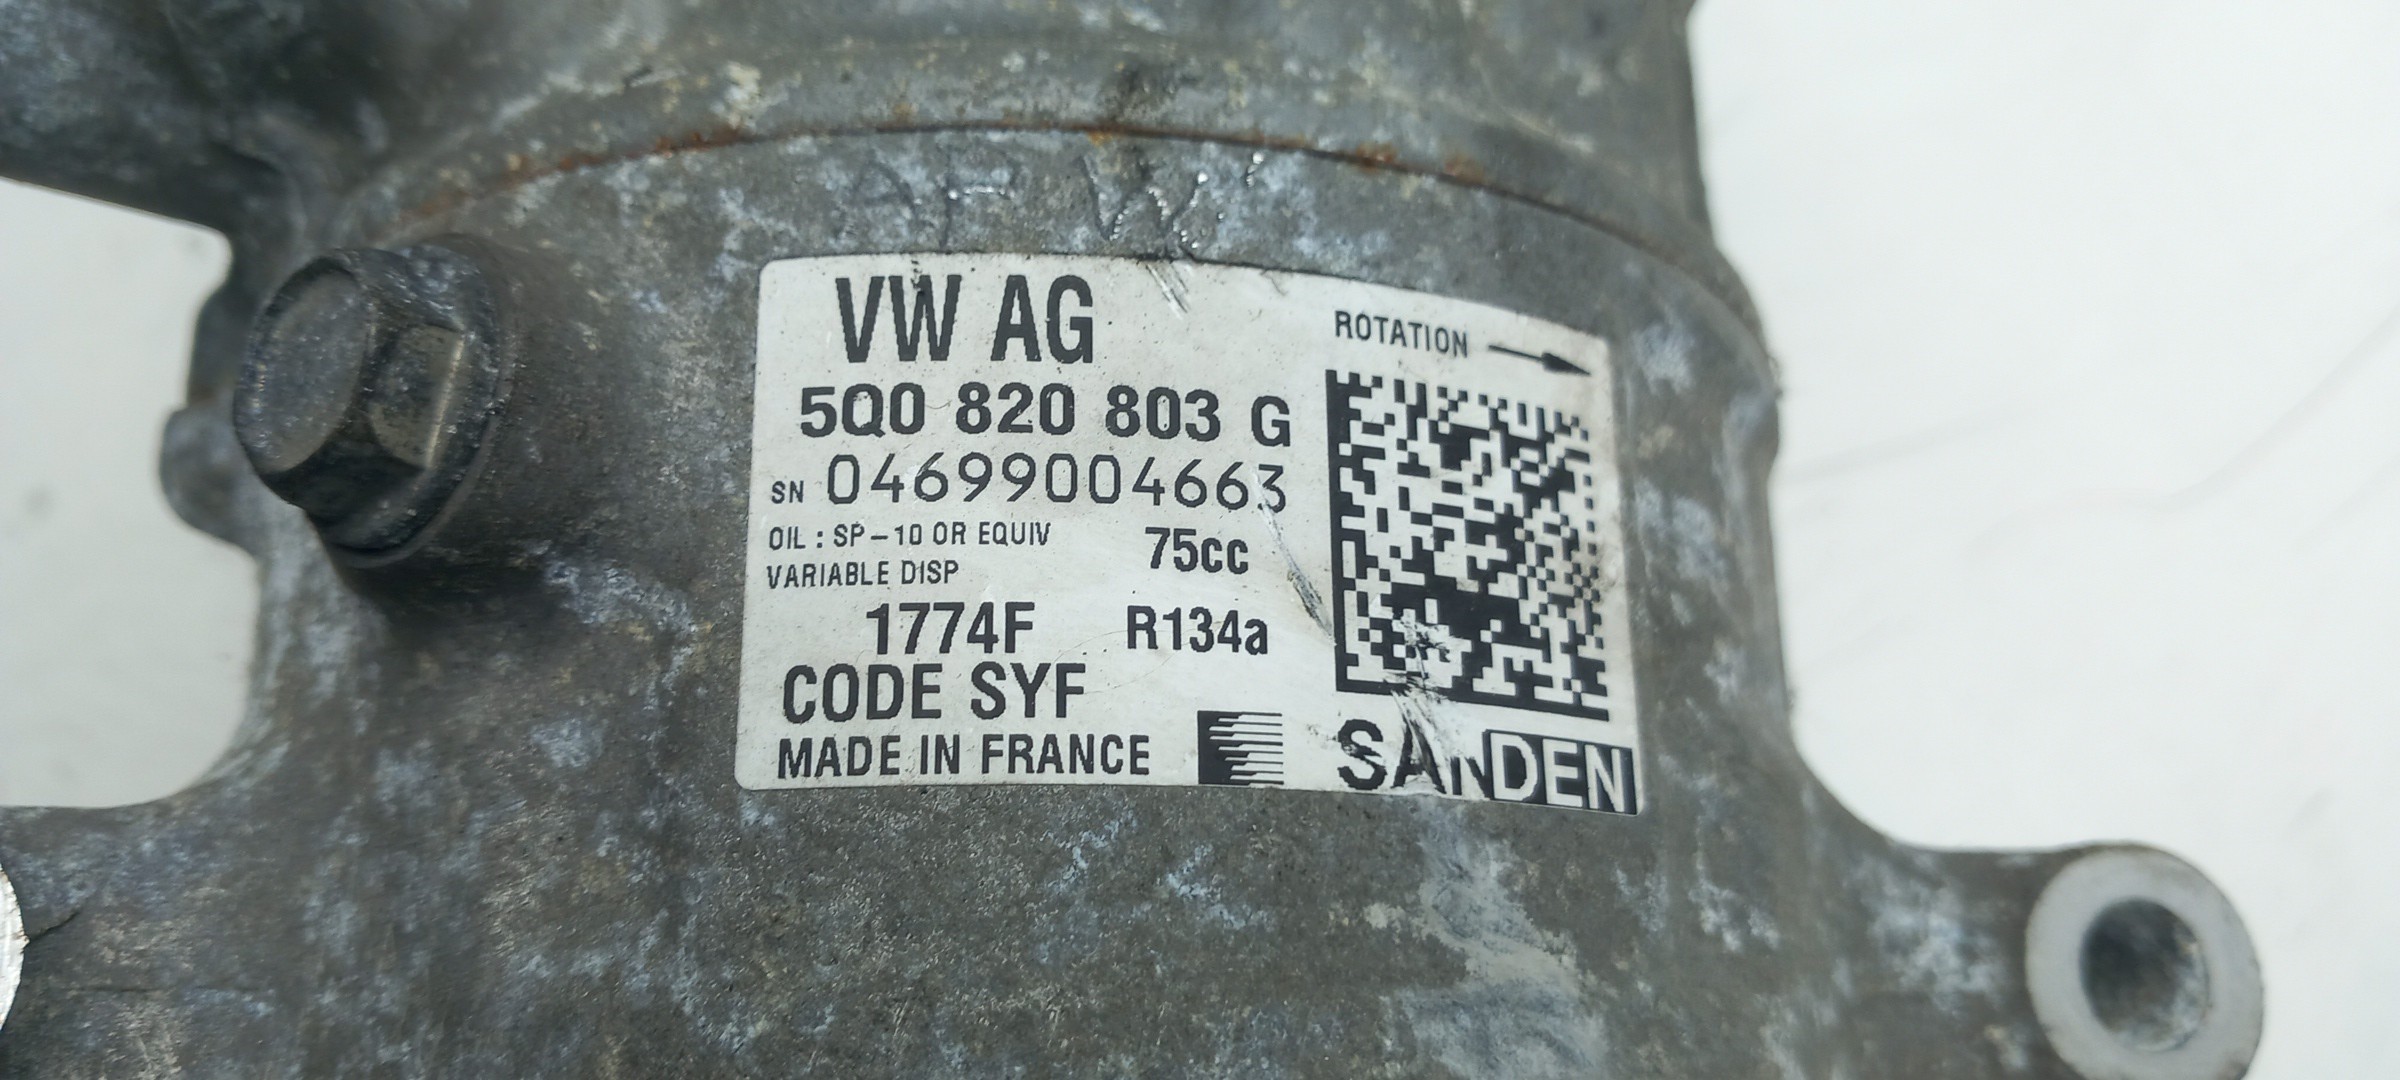 VW AG
ROTATION
5Q0 820 803 G
SN 04699004663
OIL : SP-10 OR EQUIV 75cc
VARIABLE DISP
1774F R134a
CODE SYF
MADE IN FRANCE
SANDEN